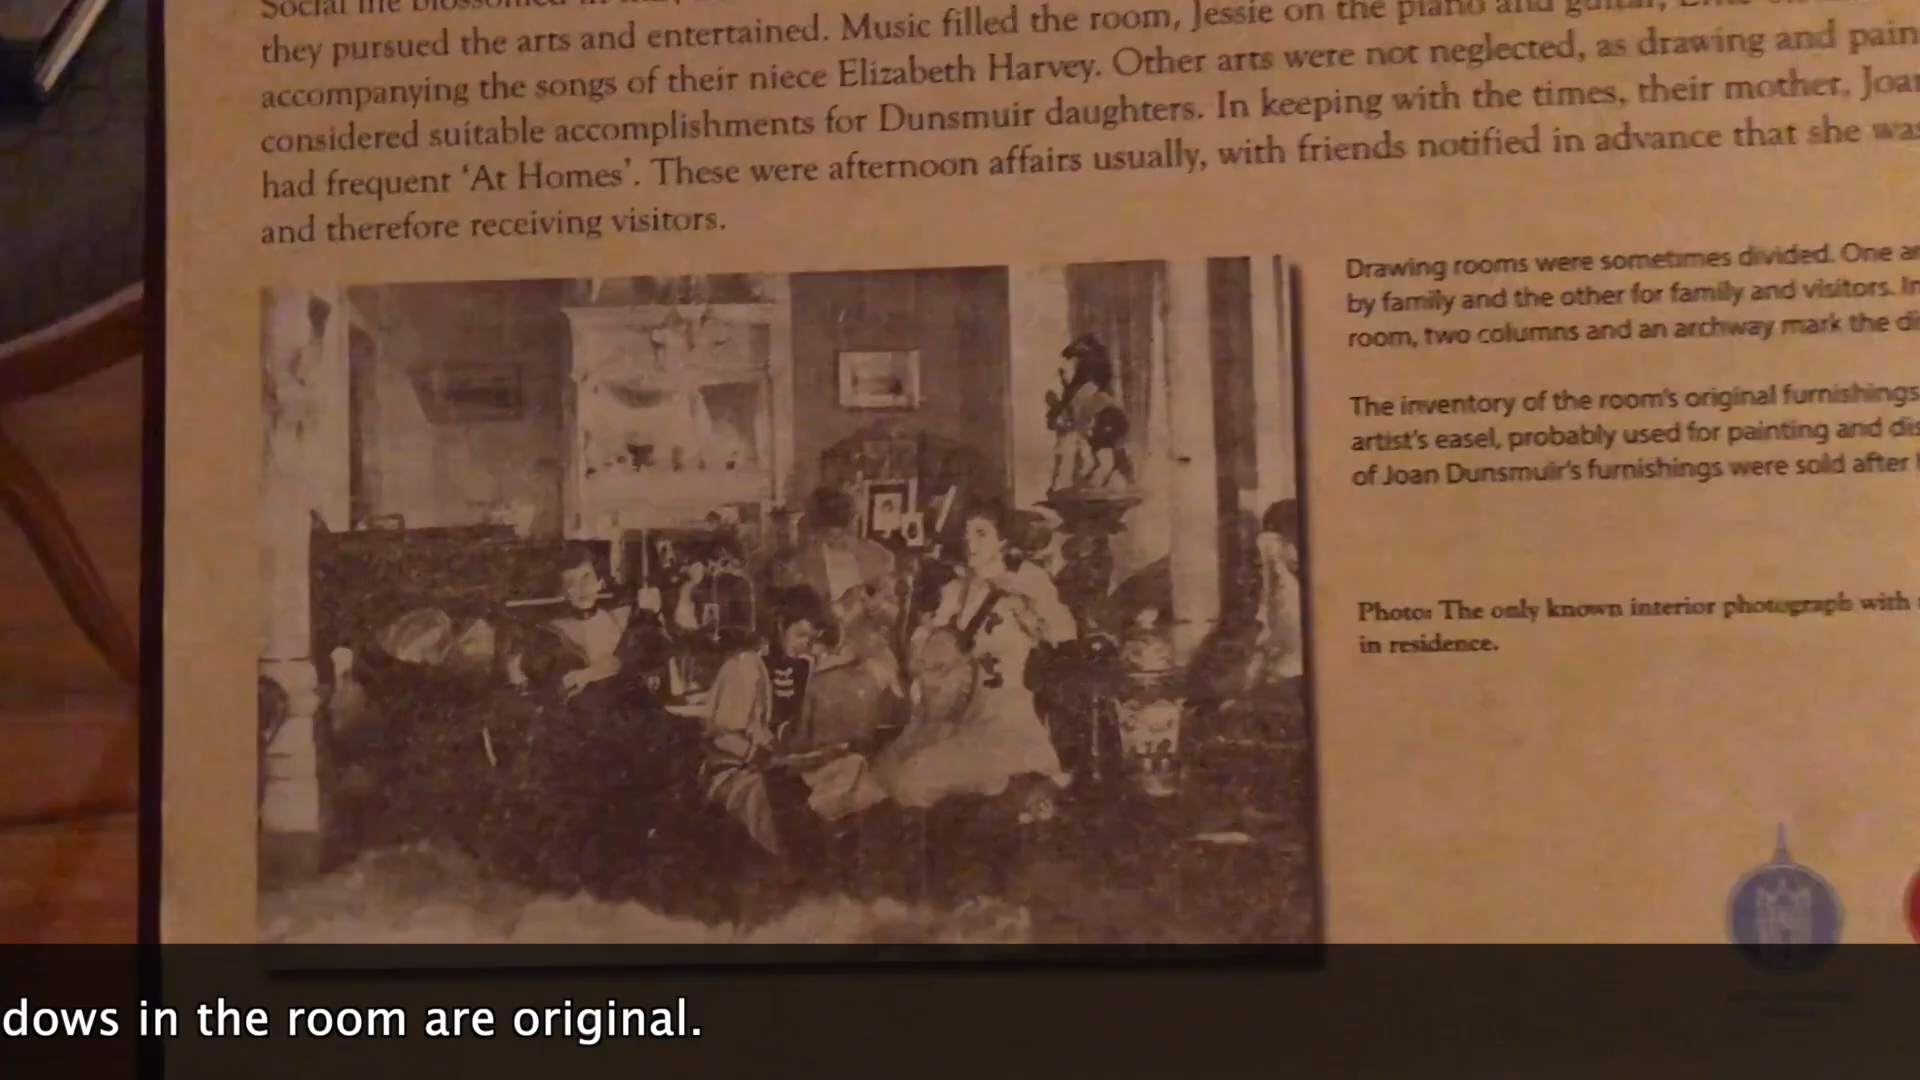 they pursued the arts and entertained. Music filled the room, Jessie on the piano and guitar,
accompanying the songs of their niece Elizabeth Harvey. Other arts were not neglected, as drawing and pain
considered suitable accomplishments for Dunsmuir daughters. In keeping with the times, their mother, Joan
had frequent ‘At Homes’. These were afternoon affairs usually, with friends notified in advance that she was
and therefore receiving visitors.
Drawing rooms were sometimes divided. One
by family and the other for family and visitors. In
room, two columns and an archway mark the
The inventory of the room's original furnishings
artist's easel, probably used for painting and
of Joan Dunsmuir's furnishings were sold after
Photo: The only known interior photograph with
in residence.
dows in the room are original.